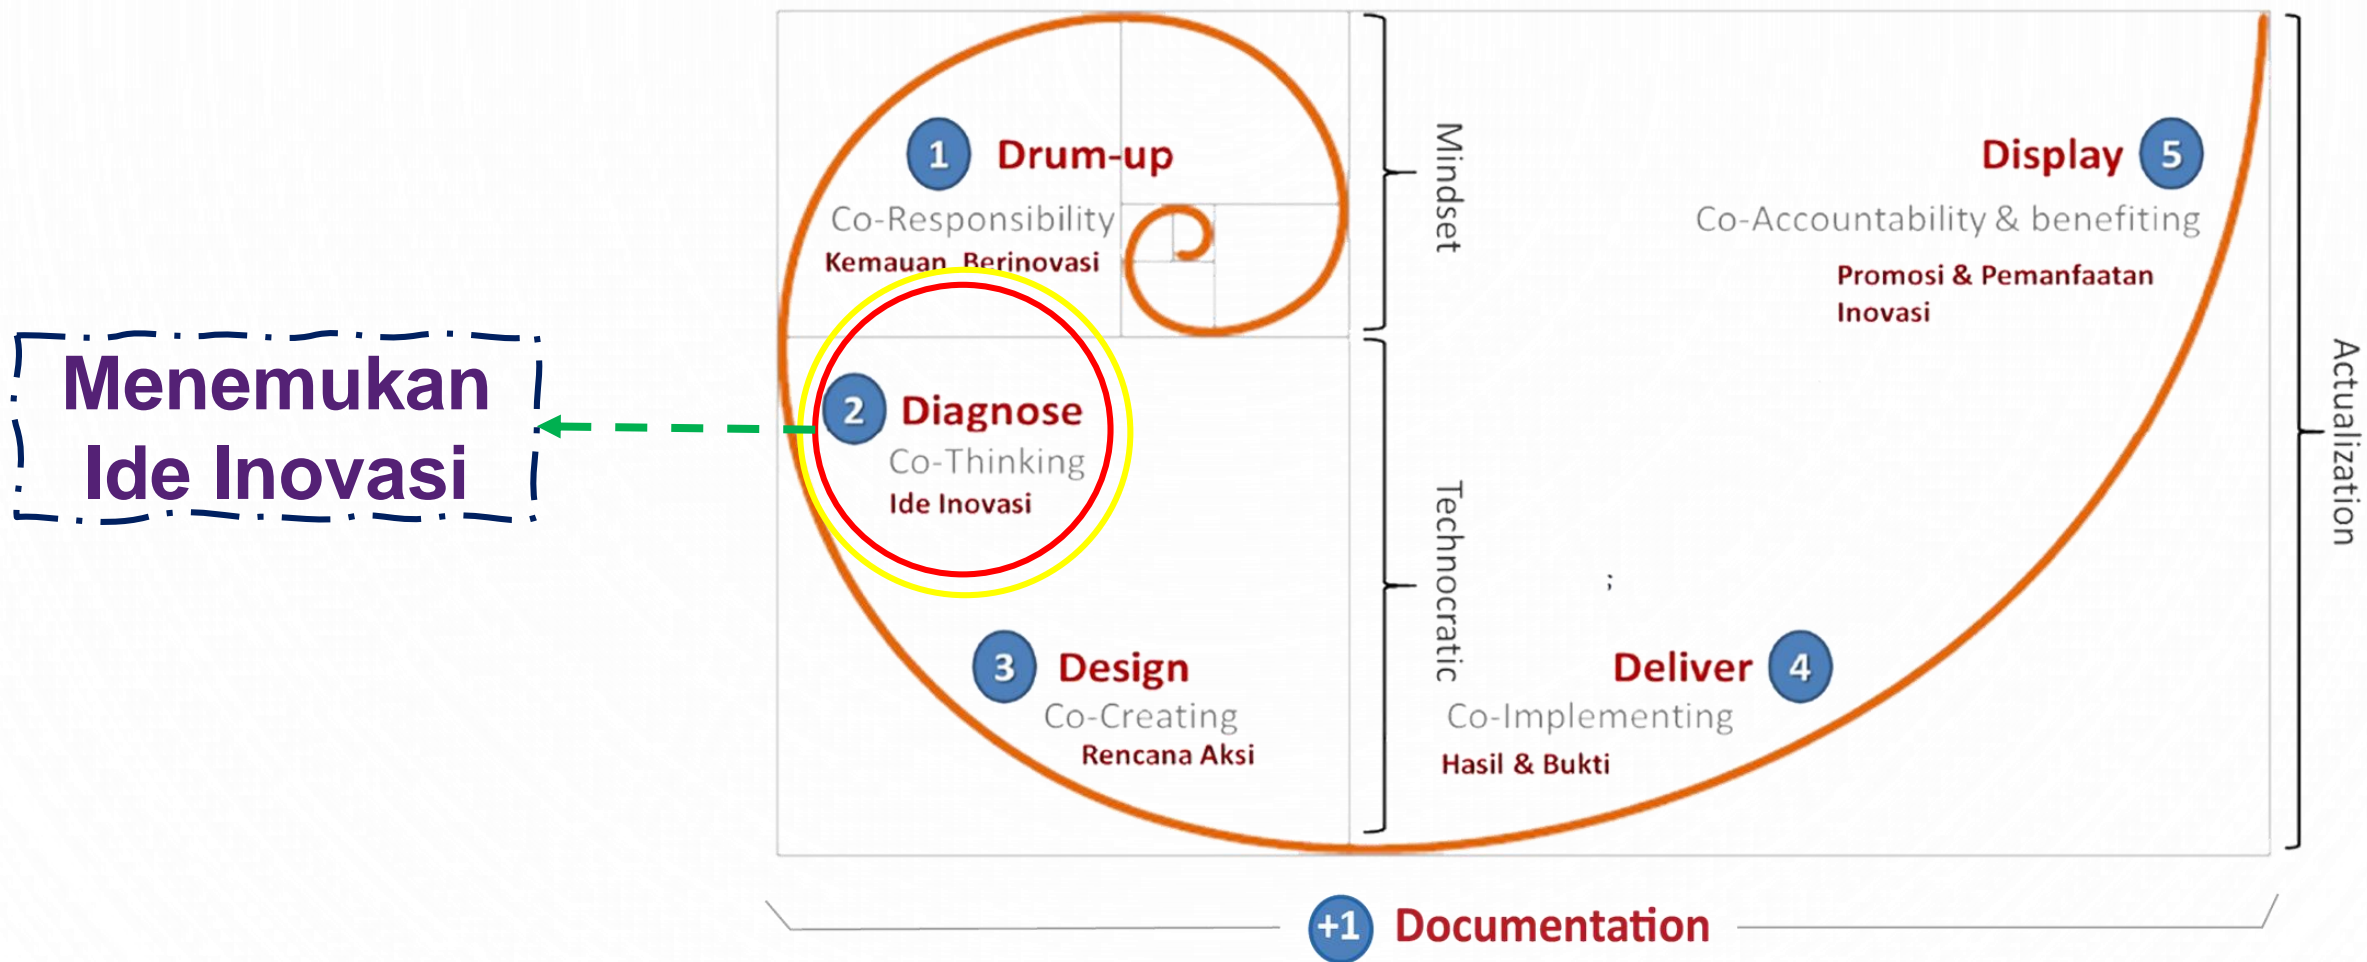 Menemukan
Ide Inovasi
1 Drum-up
Co-Responsibility
Kemauan Berinovasi
2 Diagnose
Co-Thinking
Ide Inovasi
3 Design
Co-Creating
Rencana Aksi
Mindset
Technocratic
Deliver 4
Co-Implementing
Hasil & Bukti
;
Display 5
Co-Accountability & benefiting
Promosi & Pemanfaatan
Inovasi
Actualization
+1 Documentation